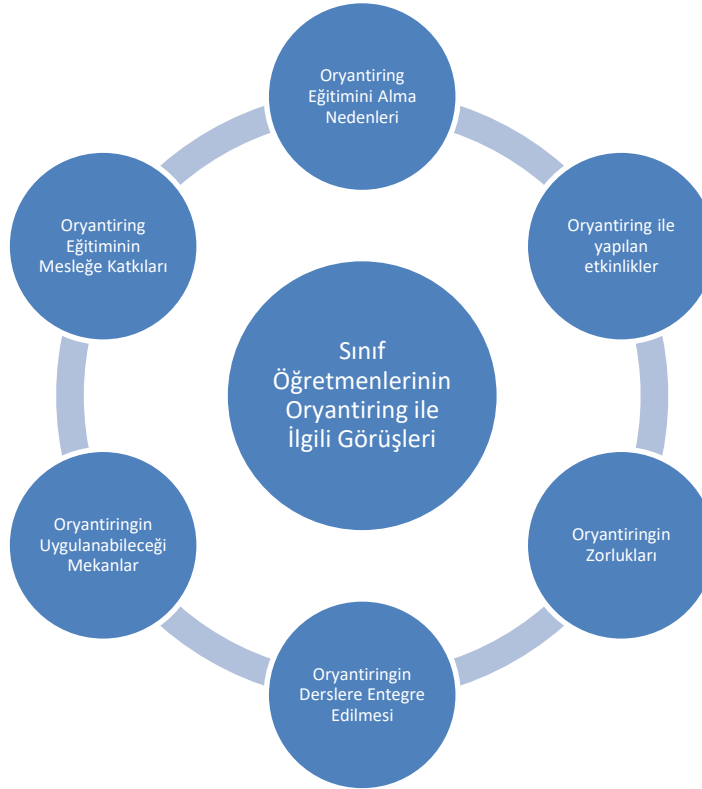 Oryantiring
Eğitimini Alma
Nedenleri
Oryantiring ile
yapılan
etkinlikler
Oryantiringin
Zorlukları
Oryantiringin
Derslere Entegre
Edilmesi
Oryantiringin
Uygulanabileceği
Mekanlar
Oryantiring
Eğitiminin
Mesleğe Katkıları
Sınıf
Öğretmenlerinin
Oryantiring ile
İlgili Görüşleri